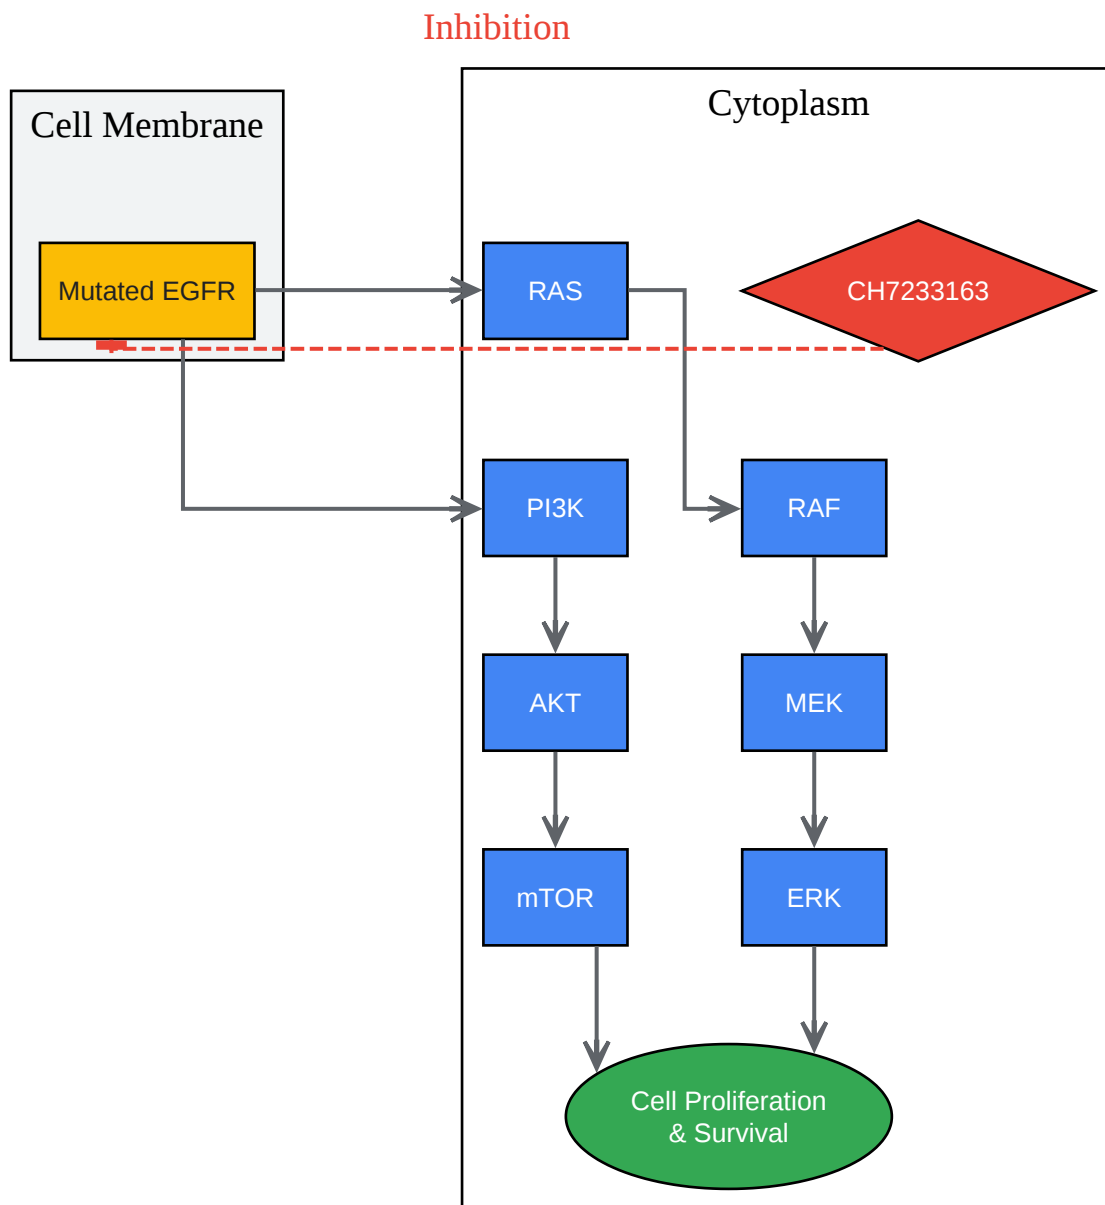 Inhibition
Cell Membrane
Cytoplasm
Mutated EGFR
RAS
CH7233163
PI3K
RAF
AKT
MEK
mTOR
ERK
Cell Proliferation
& Survival